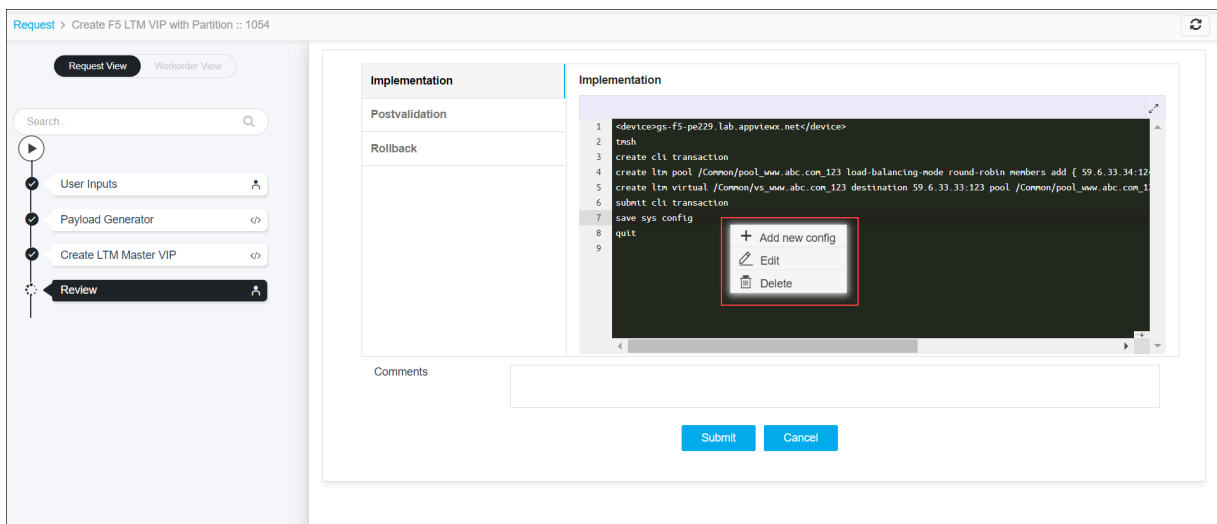 Request > Create F5 LTM VIP with Partition :: 1054
Request View
Workorder View
Search...
User Inputs
Payload Generator
</>
Create LTM Master VIP
</>
Review
Implementation
Postvalidation
Rollback
Implementation
1 <device>gs-f5-pe229.lab.appviewx.net</device>
2 tmsh
3 create cli transaction
4 create ltm pool /Common/pool_www.abc.com_123 load-balancing-mode round-robin members add { 59.6.33.34:12
5 create ltm virtual /Common/vs_www.abc.com_123 destination 59.6.33.33:123 pool /Common/pool_www.abc.com_1
6 submit cli transaction
7 save sys config
8 quit
9
+ Add new config
Edit
Delete
Comments
Submit
Cancel